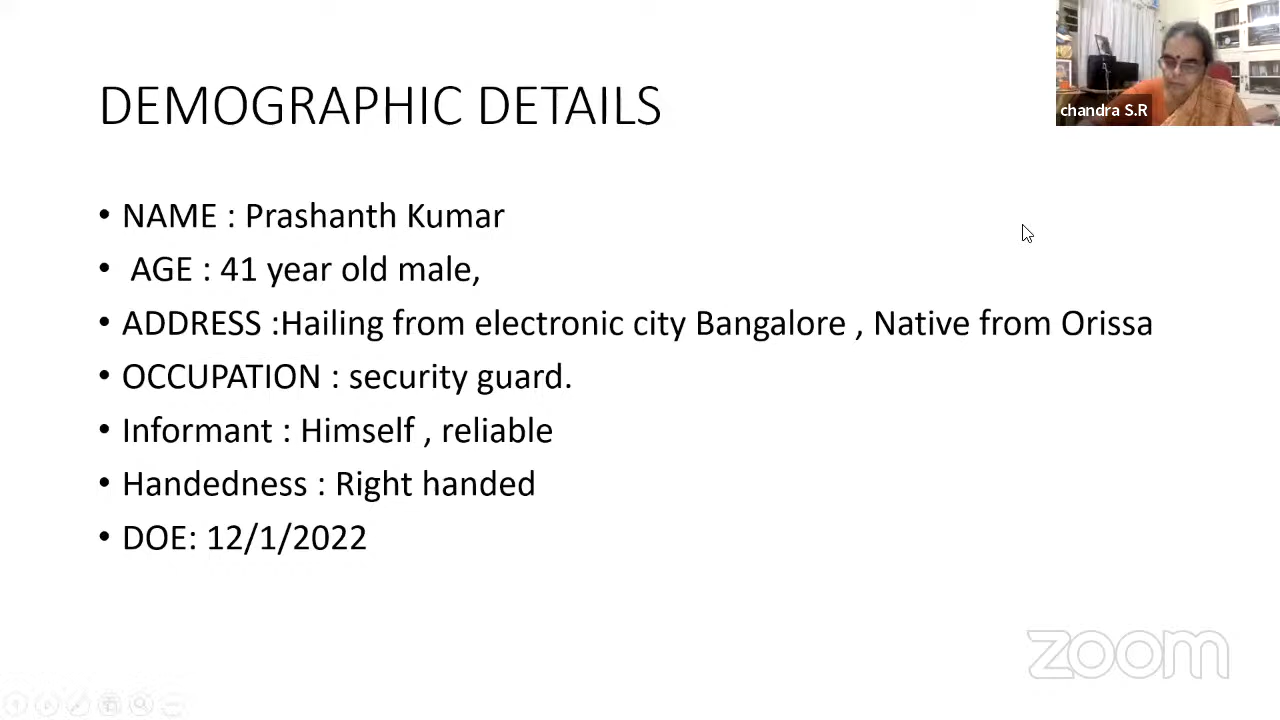 DEMOGRAPHIC DETAILS
chandra S.R
• NAME : Prashanth Kumar
• AGE : 41 year old male,
• ADDRESS :Hailing from electronic city Bangalore , Native from Orissa
• OCCUPATION : security guard.
• Informant : Himself , reliable
• Handedness : Right handed
• DOE: 12/1/2022
zoom